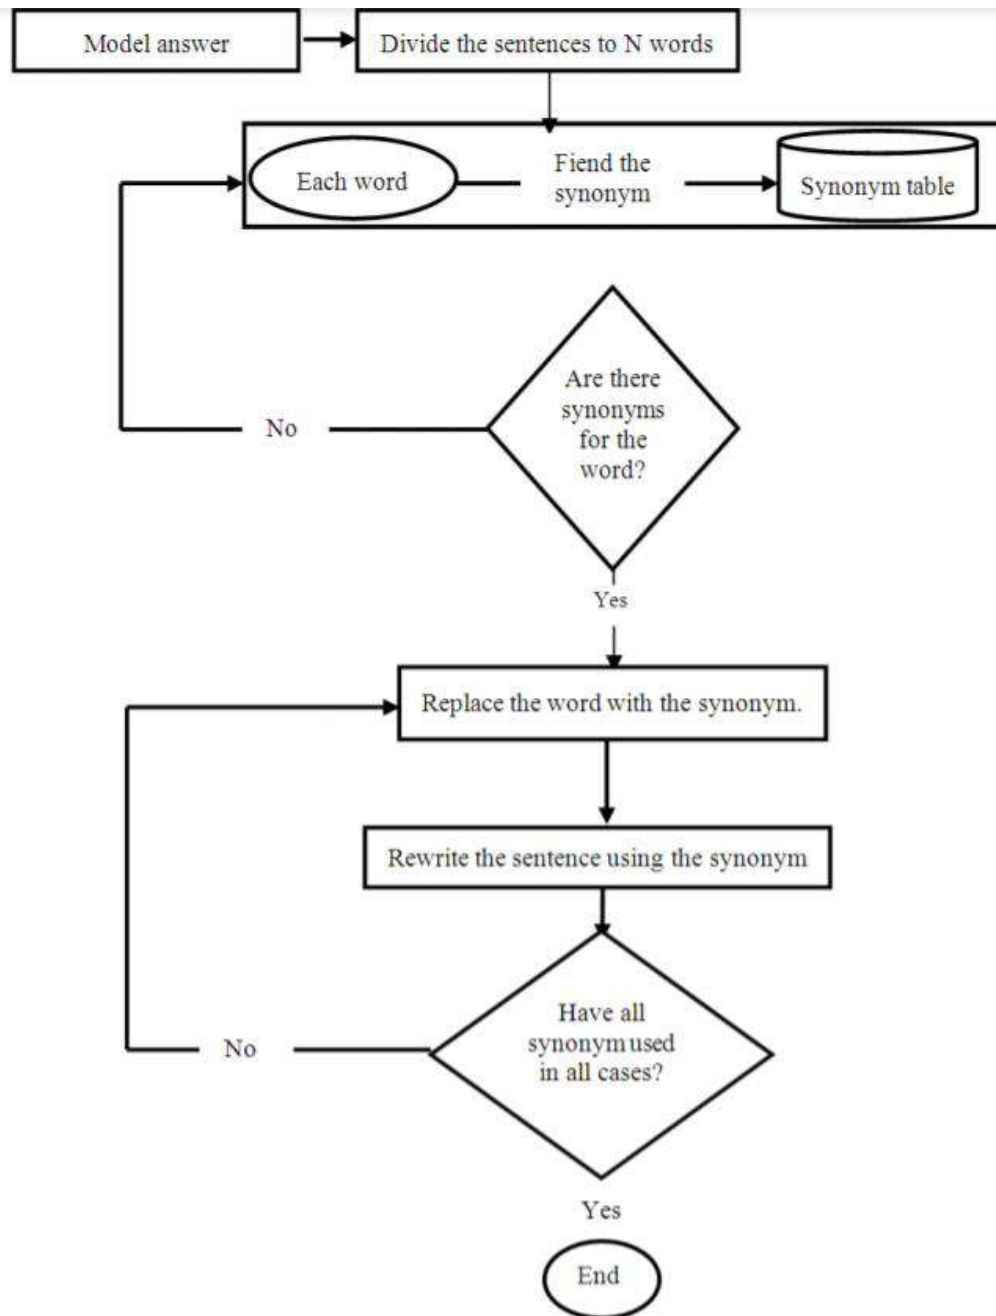 Model answer
Divide the sentences to N words
Each word
Fiend the
synonym
Synonym table
Are there
synonyms
for the
word?
No
Yes
Replace the word with the synonym.
Rewrite the sentence using the synonym
Have all
synonym used
in all cases?
No
Yes
End